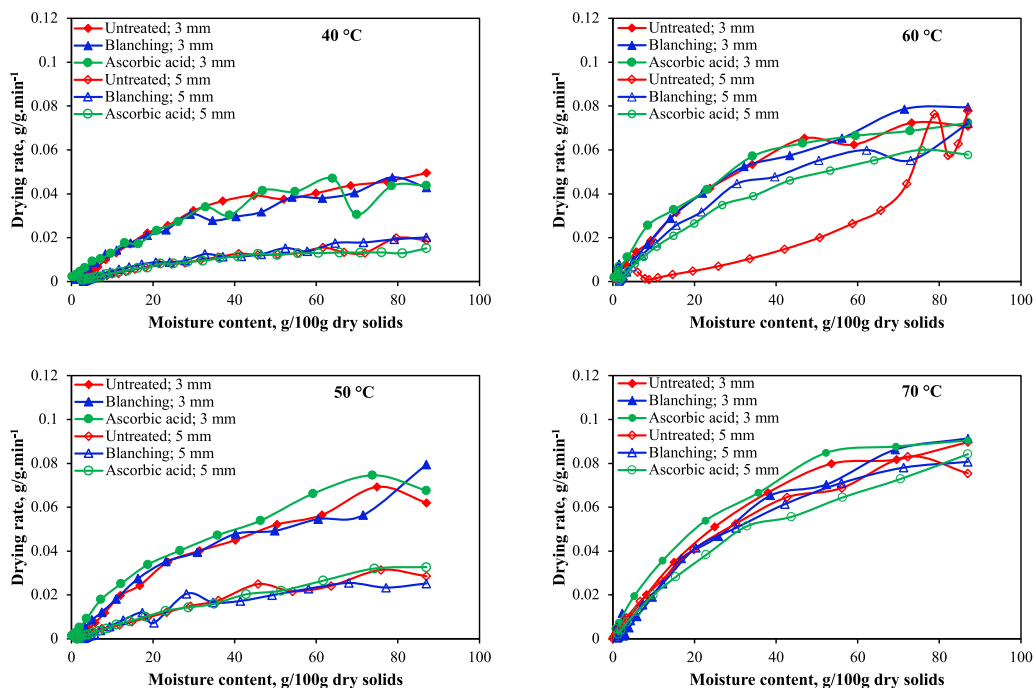 40 °C
Untreated; 3 mm
Blanching; 3 mm
Ascorbic acid; 3 mm
Untreated; 5 mm
Blanching; 5 mm
Ascorbic acid; 5 mm
Drying rate, g/g.min⁻¹
0.12
0.1
0.08
0.06
0.04
0.02
0
0 20 40 60 80 100
Moisture content, g/100g dry solids
60 °C
Untreated; 3 mm
Blanching; 3 mm
Ascorbic acid; 3 mm
Untreated; 5 mm
Blanching; 5 mm
Ascorbic acid; 5 mm
Drying rate, g/g.min⁻¹
0.12
0.1
0.08
0.06
0.04
0.02
0
0 20 40 60 80 100
Moisture content, g/100g dry solids
50 °C
Untreated; 3 mm
Blanching; 3 mm
Ascorbic acid; 3 mm
Untreated; 5 mm
Blanching; 5 mm
Ascorbic acid; 5 mm
Drying rate, g/g.min⁻¹
0.12
0.1
0.08
0.06
0.04
0.02
0
0 20 40 60 80 100
Moisture content, g/100g dry solids
70 °C
Untreated; 3 mm
Blanching; 3 mm
Ascorbic acid; 3 mm
Untreated; 5 mm
Blanching; 5 mm
Ascorbic acid; 5 mm
Drying rate, g/g.min⁻¹
0.12
0.1
0.08
0.06
0.04
0.02
0
0 20 40 60 80 100
Moisture content, g/100g dry solids